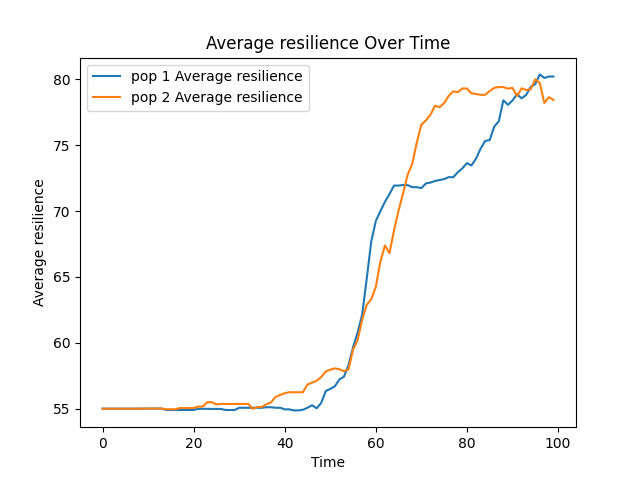 Average resilience Over Time
pop 1 Average resilience
pop 2 Average resilience
Average resilience
80
75
70
65
60
55
0 20 40 60 80 100
Time